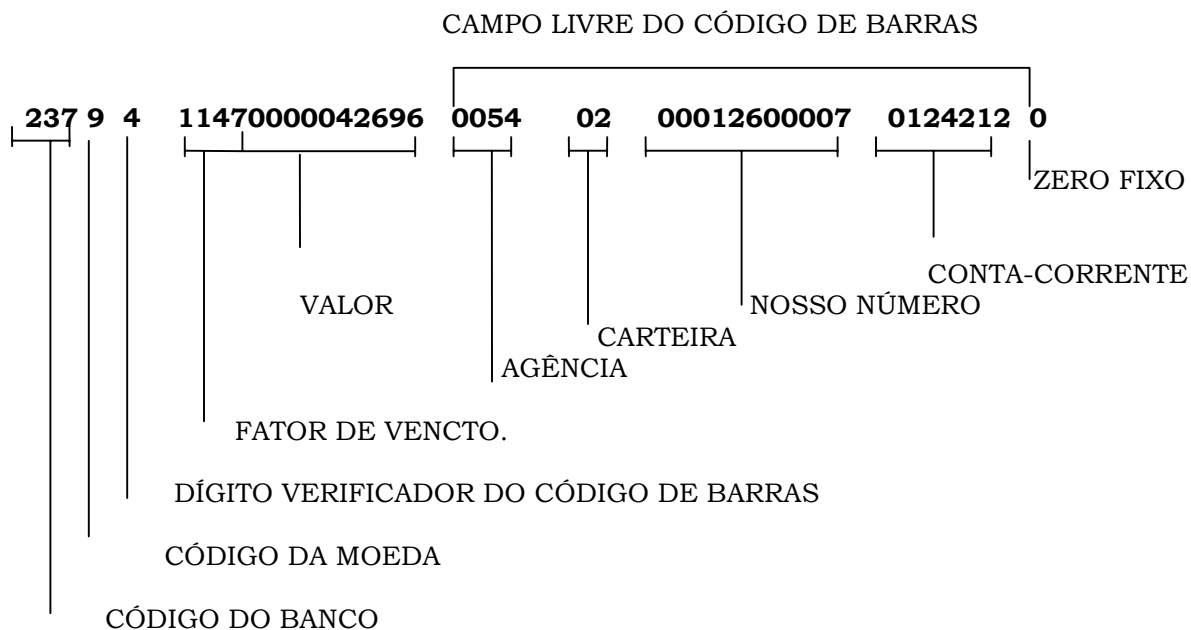 CAMPO LIVRE DO CÓDIGO DE BARRAS
237 9 4 11470000042696 0054 02 00012600007 0124212 0
ZERO FIXO
CONTA-CORRENTE
VALOR NOSSO NÚMERO
CARTEIRA
AGÊNCIA
FATOR DE VENCTO.
DÍGITO VERIFICADOR DO CÓDIGO DE BARRAS
CÓDIGO DA MOEDA
CÓDIGO DO BANCO